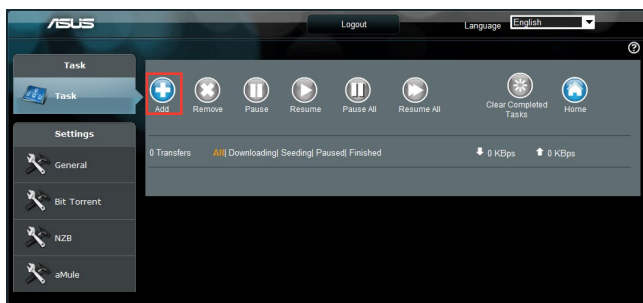 ASUS
Logout
Language English
Task
Task
Add Remove Pause Resume Pause All Resume All Clear Completed Tasks Home
Settings
0 Transfers All| Downloading| Seeding| Paused| Finished 0 KBps 0 KBps
General
Bit Torrent
NZB
aMule